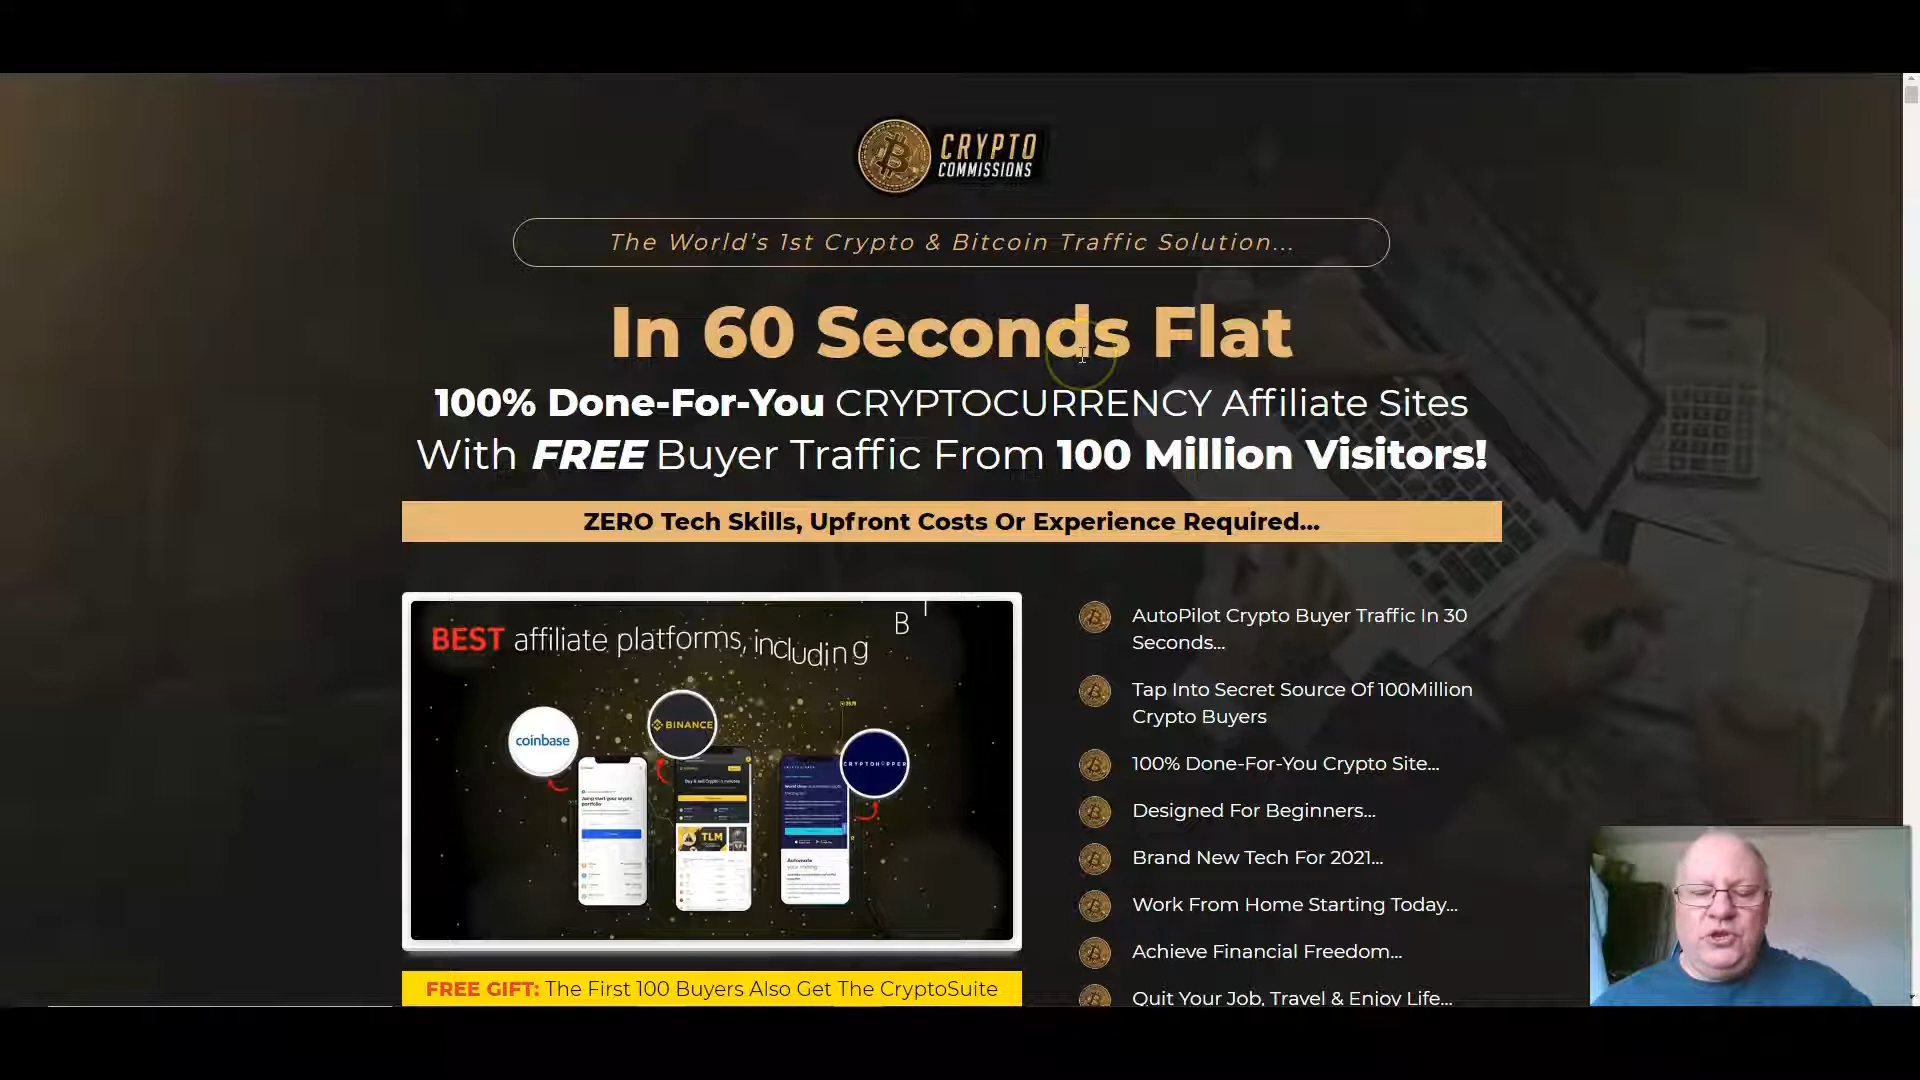 CRYPTO
COMMISSIONS
The World's 1st Crypto & Bitcoin Traffic Solution...
In 60 Seconds Flat
100% Done-For-You CRYPTOCURRENCY Affiliate Sites
With FREE Buyer Traffic From 100 Million Visitors!
ZERO Tech Skills, Upfront Costs Or Experience Required...
BEST affiliate platforms, including B
coinbase
BINANCE
CRYPTOHOPPER
TLM
Automate
AutoPilot Crypto Buyer Traffic In 30
Seconds...
Tap Into Secret Source Of 100Million
Crypto Buyers
100% Done-For-You Crypto Site...
Designed For Beginners...
Brand New Tech For 2021...
Work From Home Starting Today...
Achieve Financial Freedom...
Quit Your Job, Travel & Enjoy Life...
FREE GIFT: The First 100 Buyers Also Get The CryptoSuite